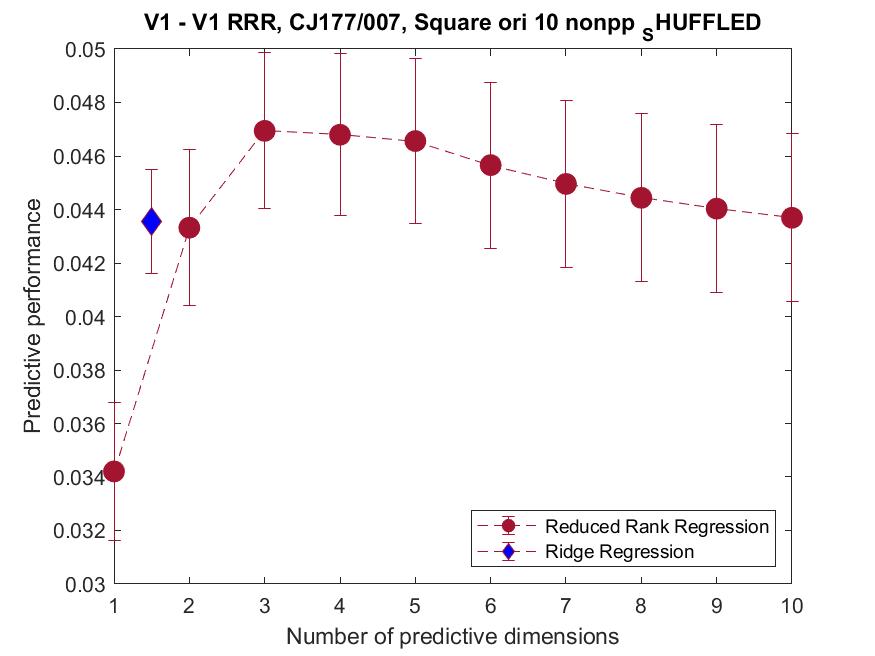 V1 - V1 RRR, CJ177/007, Square ori 10 nonpp SHUFFLED
0.05
0.048
0.046
0.044
0.042
0.04
0.038
0.036
0.034
0.032
0.03
Predictive performance
Reduced Rank Regression
Ridge Regression
1 2 3 4 5 6 7 8 9 10
Number of predictive dimensions